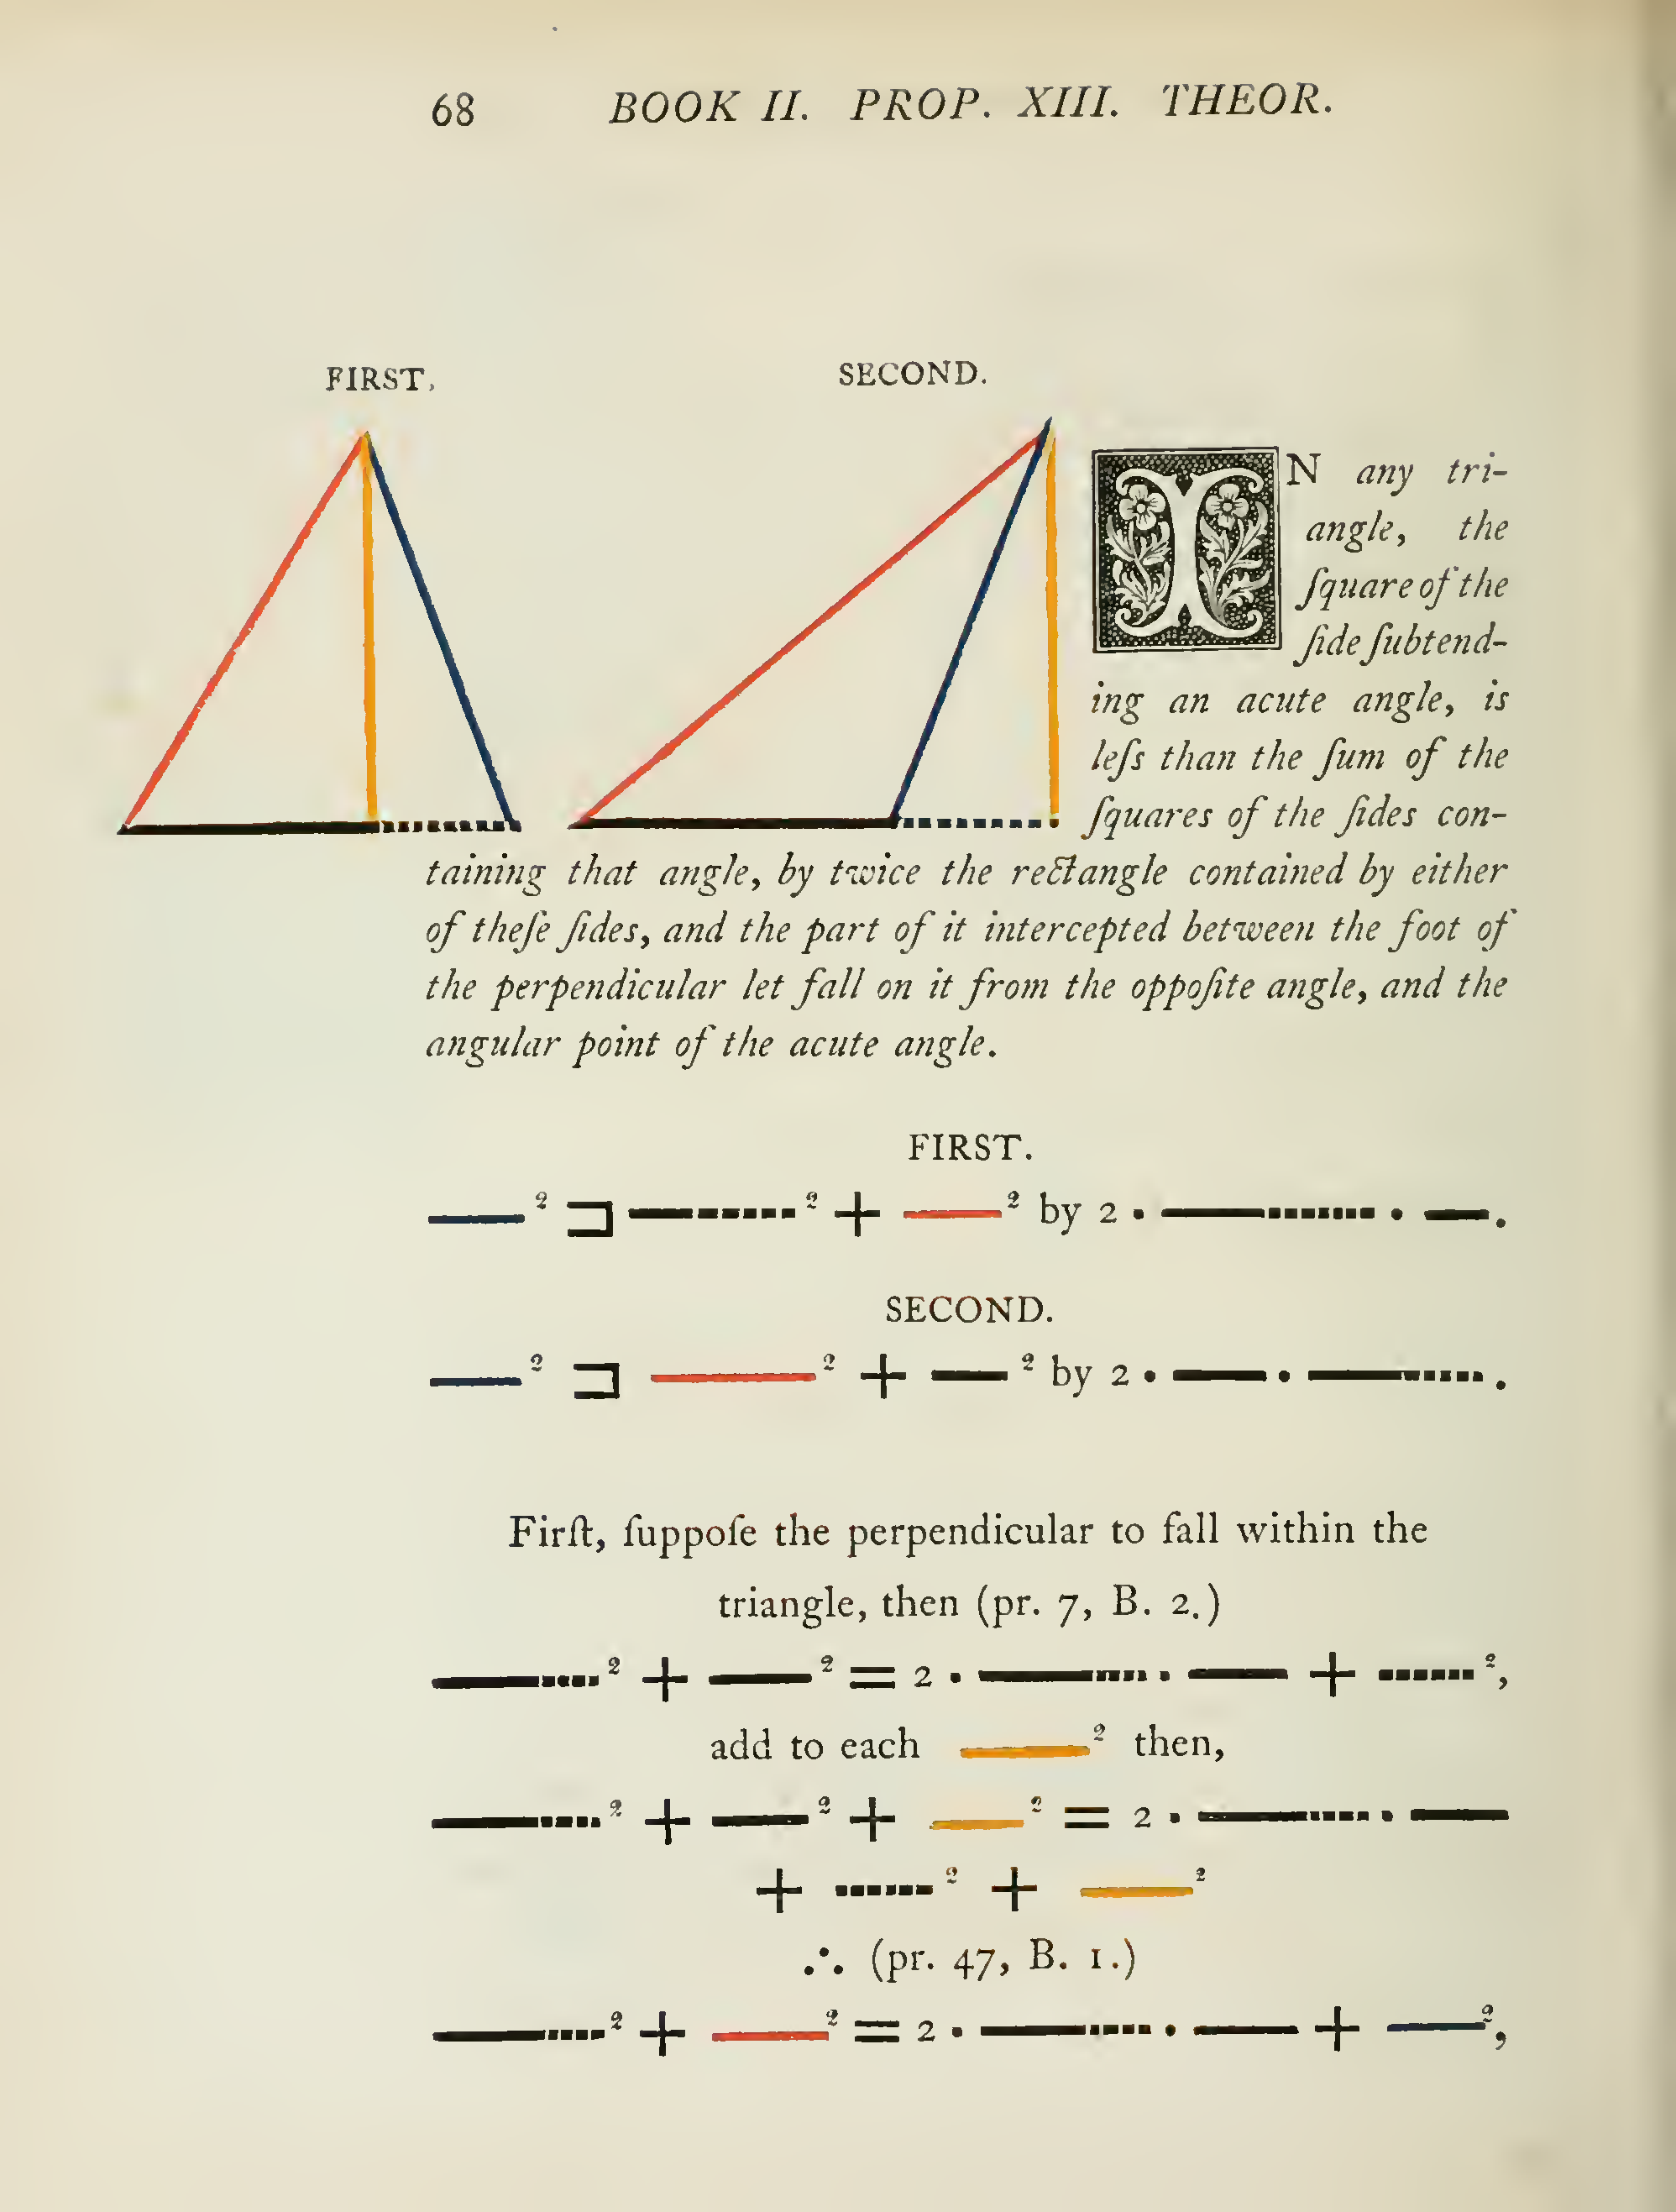 68 BOOK II. PROP. XIII. THEOR.
FIRST.
SECOND.
IN any tri-
angle, the
ſquare of the
ſide ſubtend-
ing an acute angle, is
leſs than the ſum of the
ſquares of the ſides con-
taining that angle, by twice the rectangle contained by either
of theſe ſides, and the part of it intercepted between the foot of
the perpendicular let fall on it from the oppoſite angle, and the
angular point of the acute angle.
FIRST.
² ⊐ ² + ² by 2 · · .
SECOND.
² ⊐ ² + ² by 2 · · .
Firſt, ſuppoſe the perpendicular to fall within the
triangle, then (pr. 7, B. 2.)
² + ² = 2 · · + ²,
add to each ² then,
² + ² + ² = 2 · ·
+ ² + ²
∴ (pr. 47, B. 1.)
² + ² = 2 · · + ²,